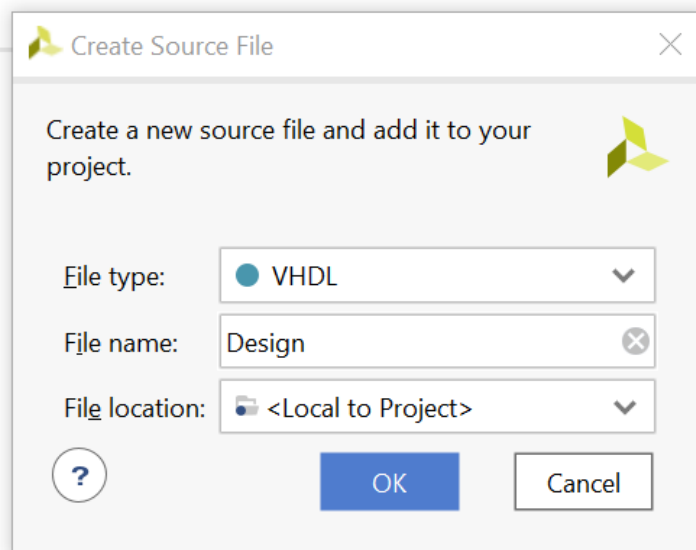 Create Source File
Create a new source file and add it to your
project.
File type: VHDL
File name: Design
File location: <Local to Project>
? OK Cancel